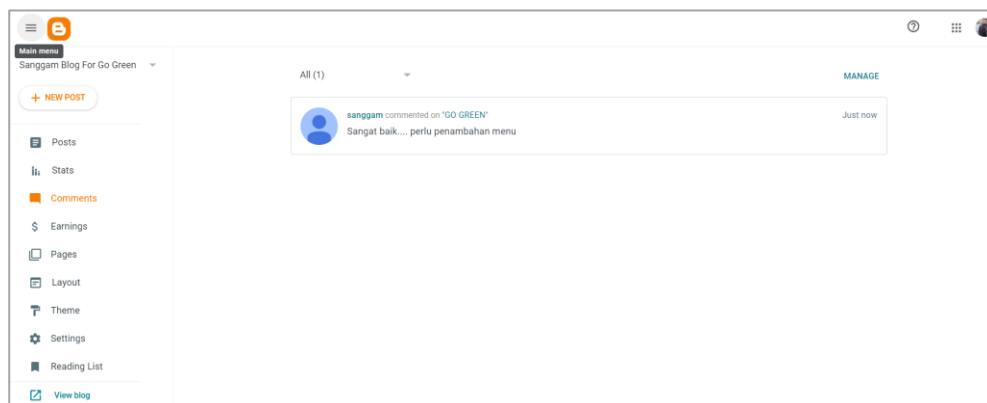 Main menu
Sanggam Blog For Go Green
NEW POST
Posts
Stats
Comments
Earnings
Pages
Layout
Theme
Settings
Reading List
View blog
All (1)
MANAGE
sanggam commented on "GO GREEN"
Just now
Sangat baik.... perlu penambahan menu